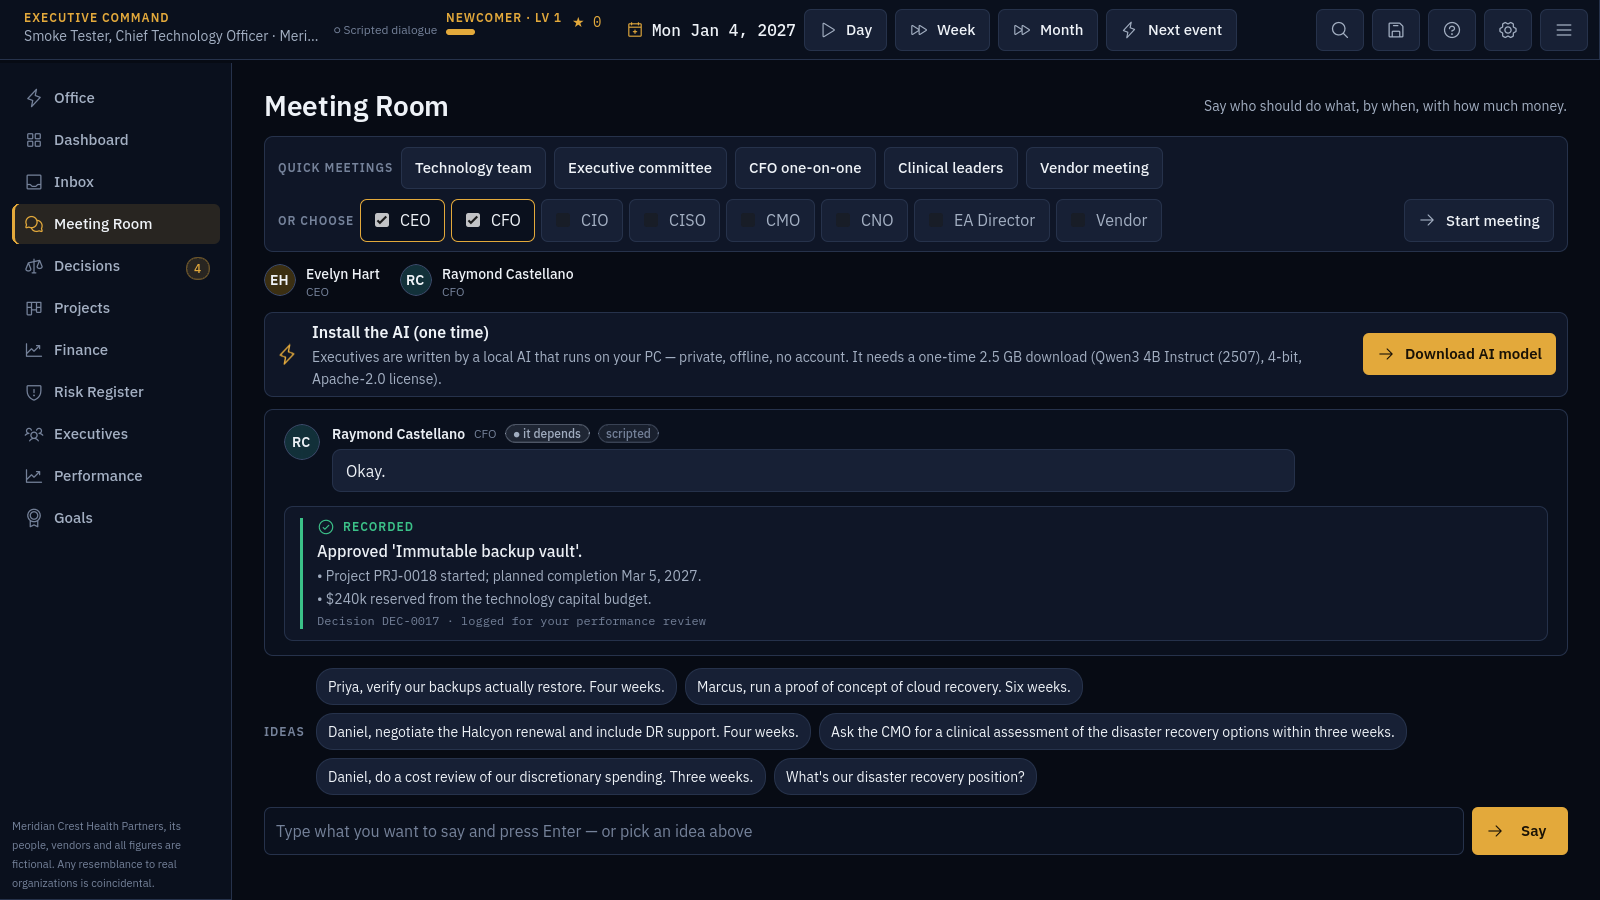 EXECUTIVE COMMAND
Smoke Tester, Chief Technology Officer · Meri...
Scripted dialogue
NEWCOMER · LV 1
★ 0
Mon Jan 4, 2027
Day
Week
Month
Next event
Office
Dashboard
Inbox
Meeting Room
Decisions
4
Projects
Finance
Risk Register
Executives
Performance
Goals
Meridian Crest Health Partners, its
people, vendors and all figures are
fictional. Any resemblance to real
organizations is coincidental.
Meeting Room
Say who should do what, by when, with how much money.
QUICK MEETINGS
Technology team
Executive committee
CFO one-on-one
Clinical leaders
Vendor meeting
OR CHOOSE
CEO
CFO
CIO
CISO
CMO
CNO
EA Director
Vendor
Start meeting
EH
Evelyn Hart
CEO
RC
Raymond Castellano
CFO
Install the AI (one time)
Executives are written by a local AI that runs on your PC — private, offline, no account. It needs a one-time 2.5 GB download (Qwen3 4B Instruct (2507), 4-bit,
Apache-2.0 license).
Download AI model
RC
Raymond Castellano
CFO
● it depends
scripted
Okay.
RECORDED
Approved 'Immutable backup vault'.
• Project PRJ-0018 started; planned completion Mar 5, 2027.
• $240k reserved from the technology capital budget.
Decision DEC-0017 · logged for your performance review
IDEAS
Priya, verify our backups actually restore. Four weeks.
Marcus, run a proof of concept of cloud recovery. Six weeks.
Daniel, negotiate the Halcyon renewal and include DR support. Four weeks.
Ask the CMO for a clinical assessment of the disaster recovery options within three weeks.
Daniel, do a cost review of our discretionary spending. Three weeks.
What's our disaster recovery position?
Type what you want to say and press Enter — or pick an idea above
Say